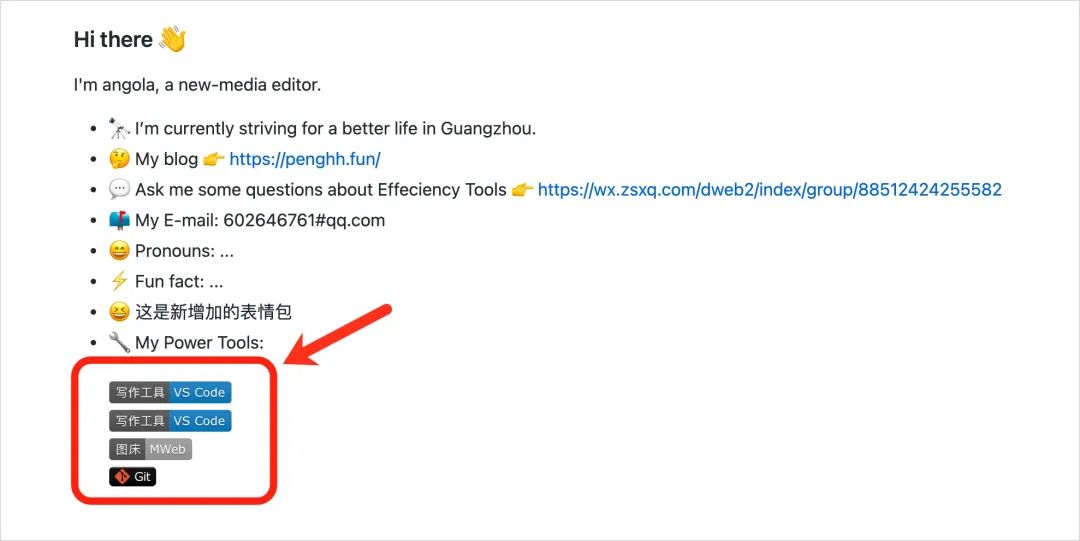 Hi there 👋
I'm angola, a new-media editor.
🔭 I’m currently striving for a better life in Guangzhou.
🤔 My blog 👉 https://penghh.fun/
💬 Ask me some questions about Effeciency Tools 👉 https://wx.zsxq.com/dweb2/index/group/88512424255582
📫 My E-mail: 602646761#qq.com
😄 Pronouns: ...
⚡ Fun fact: ...
😆 这是新增加的表情包
🔧 My Power Tools:
写作工具 VS Code
写作工具 VS Code
图床 MWeb
Git